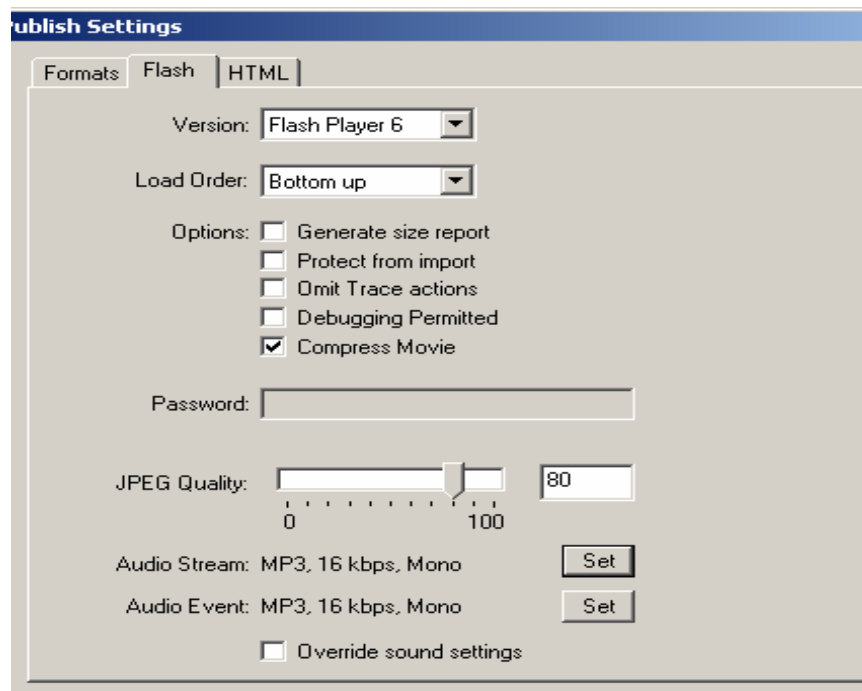 ublish Settings
Formats Flash HTML
Version: Flash Player 6
Load Order: Bottom up
Options: Generate size report
Protect from import
Omit Trace actions
Debugging Permitted
Compress Movie
Password:
JPEG Quality: 80
0 100
Audio Stream: MP3, 16 kbps, Mono Set
Audio Event: MP3, 16 kbps, Mono Set
Override sound settings